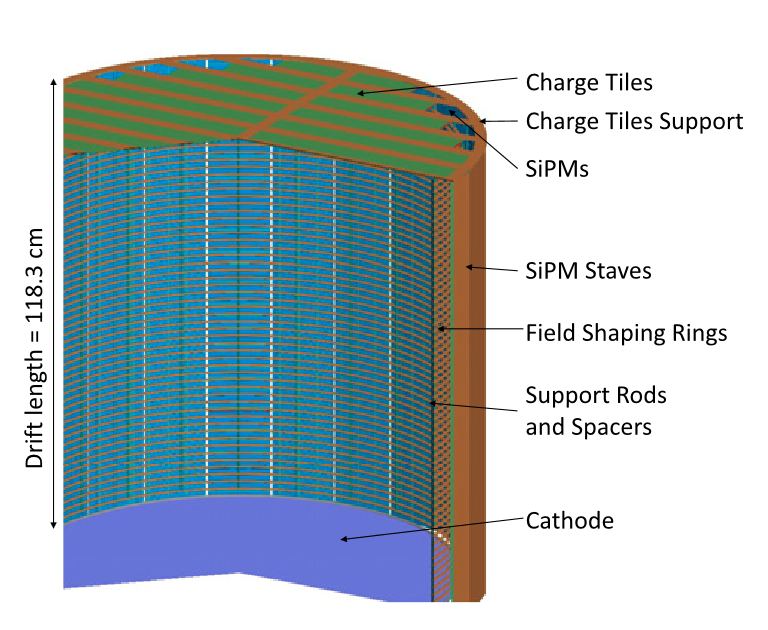 Charge Tiles
Charge Tiles Support
SiPMs
SiPM Staves
Drift length = 118.3 cm
Field Shaping Rings
Support Rods
and Spacers
Cathode